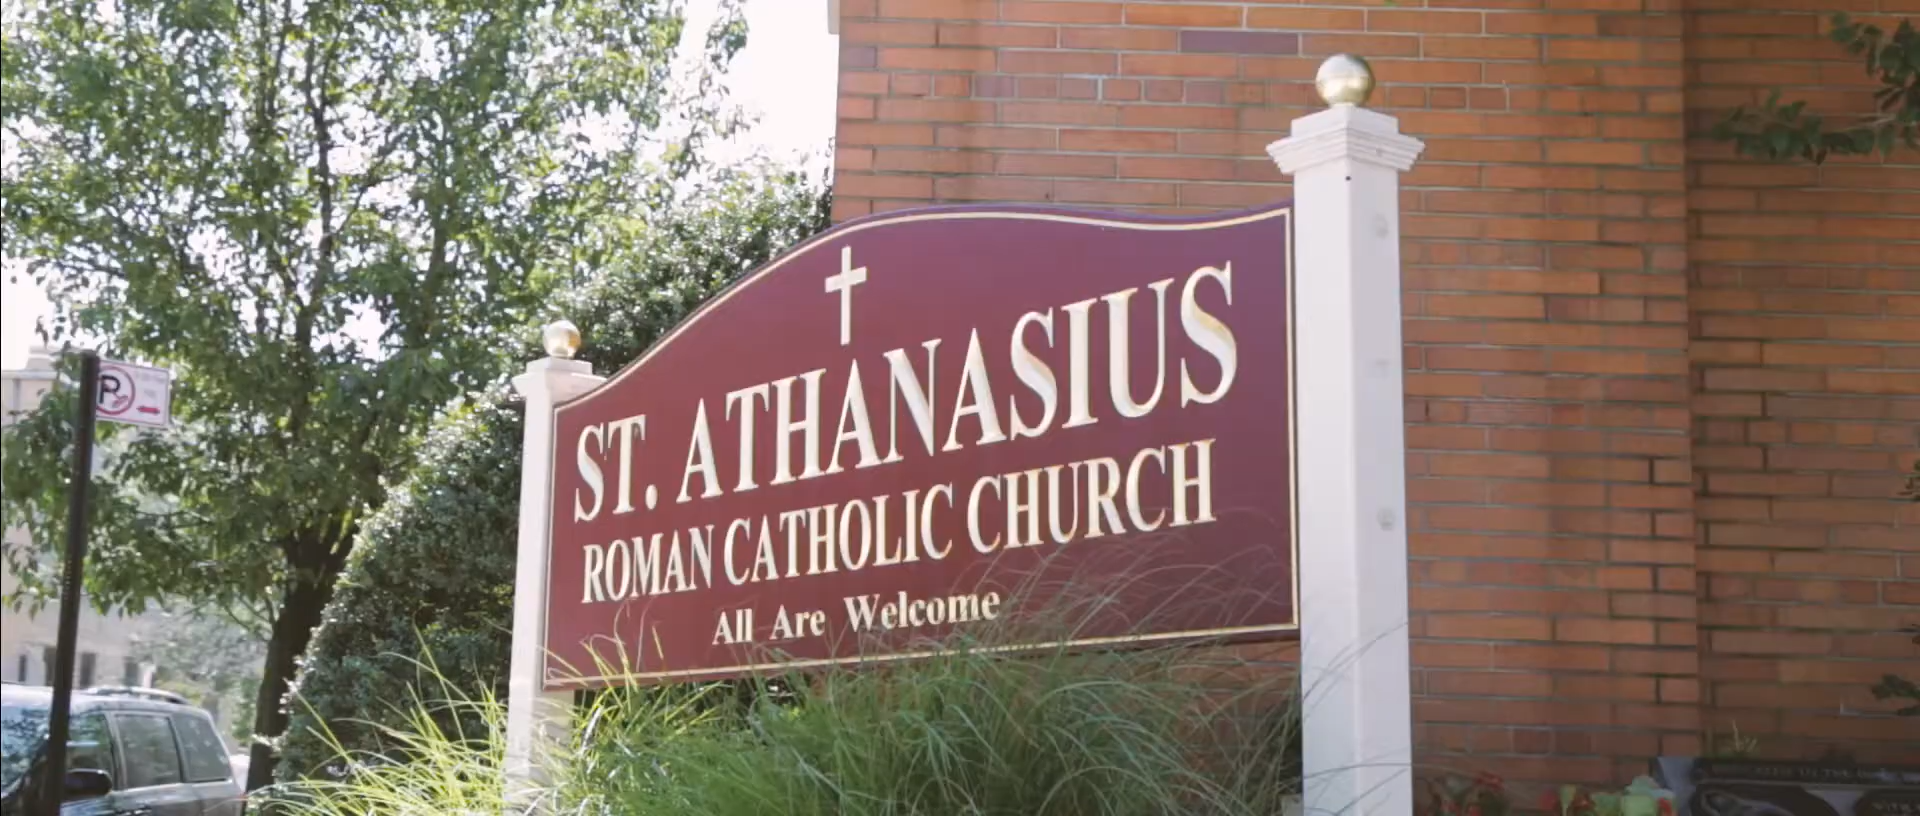 ST. ATHANASIUS
ROMAN CATHOLIC CHURCH
All Are Welcome
P